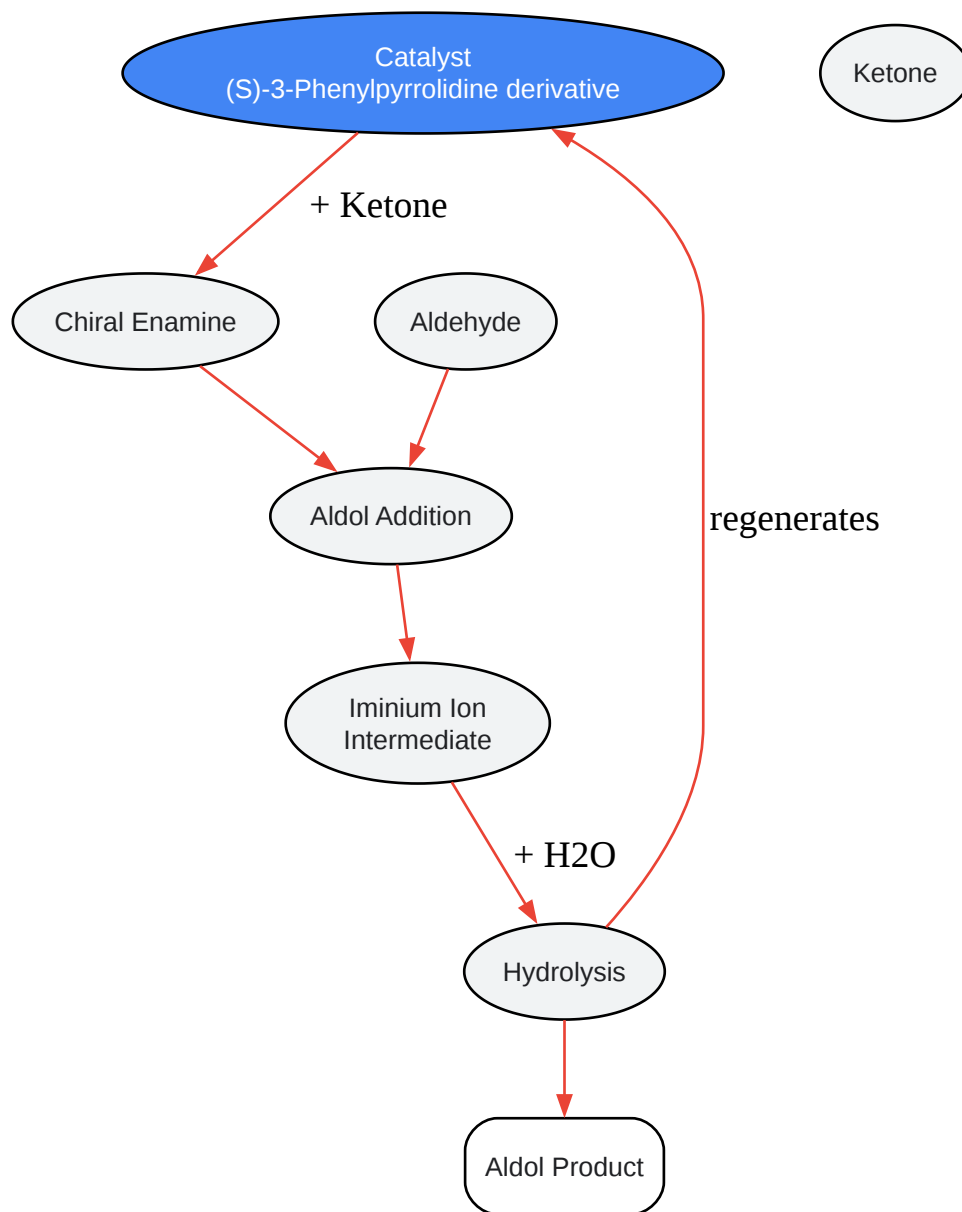 Catalyst
(S)-3-Phenylpyrrolidine derivative
Ketone
+ Ketone
Chiral Enamine
Aldehyde
Aldol Addition
regenerates
Iminium Ion
Intermediate
+ H2O
Hydrolysis
Aldol Product